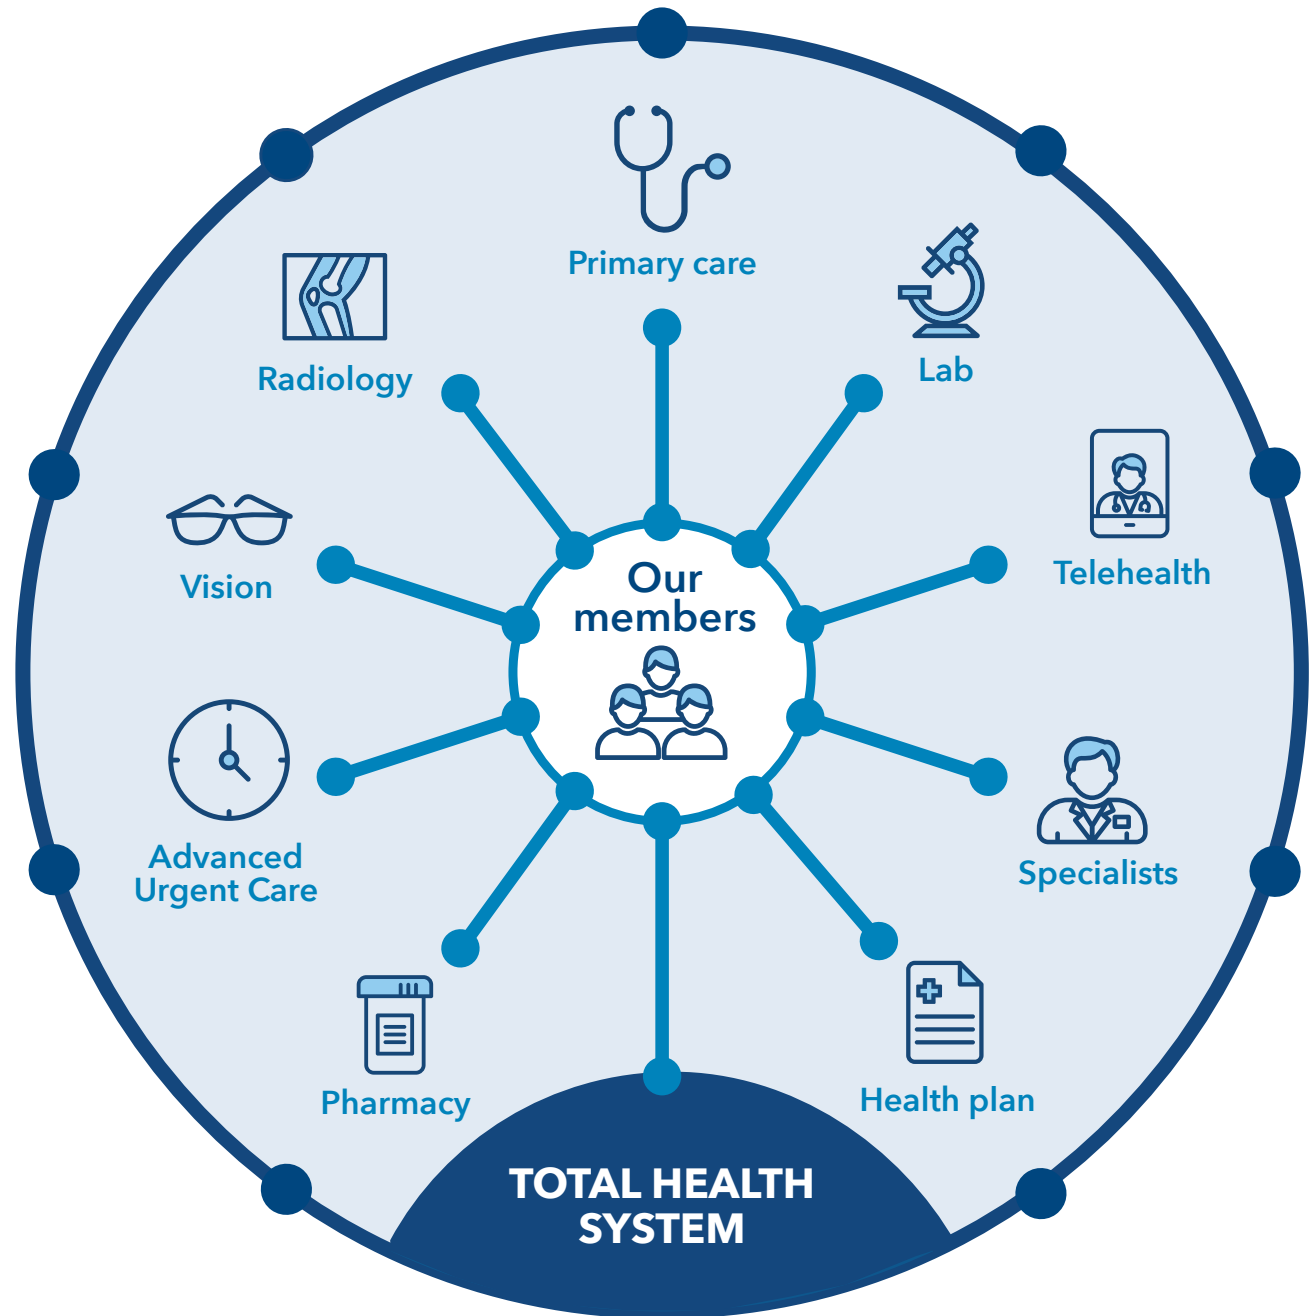 Primary care
Radiology
Lab
Telehealth
Vision
Our
members
Advanced
Urgent Care
Specialists
Pharmacy
Health plan
TOTAL HEALTH
SYSTEM